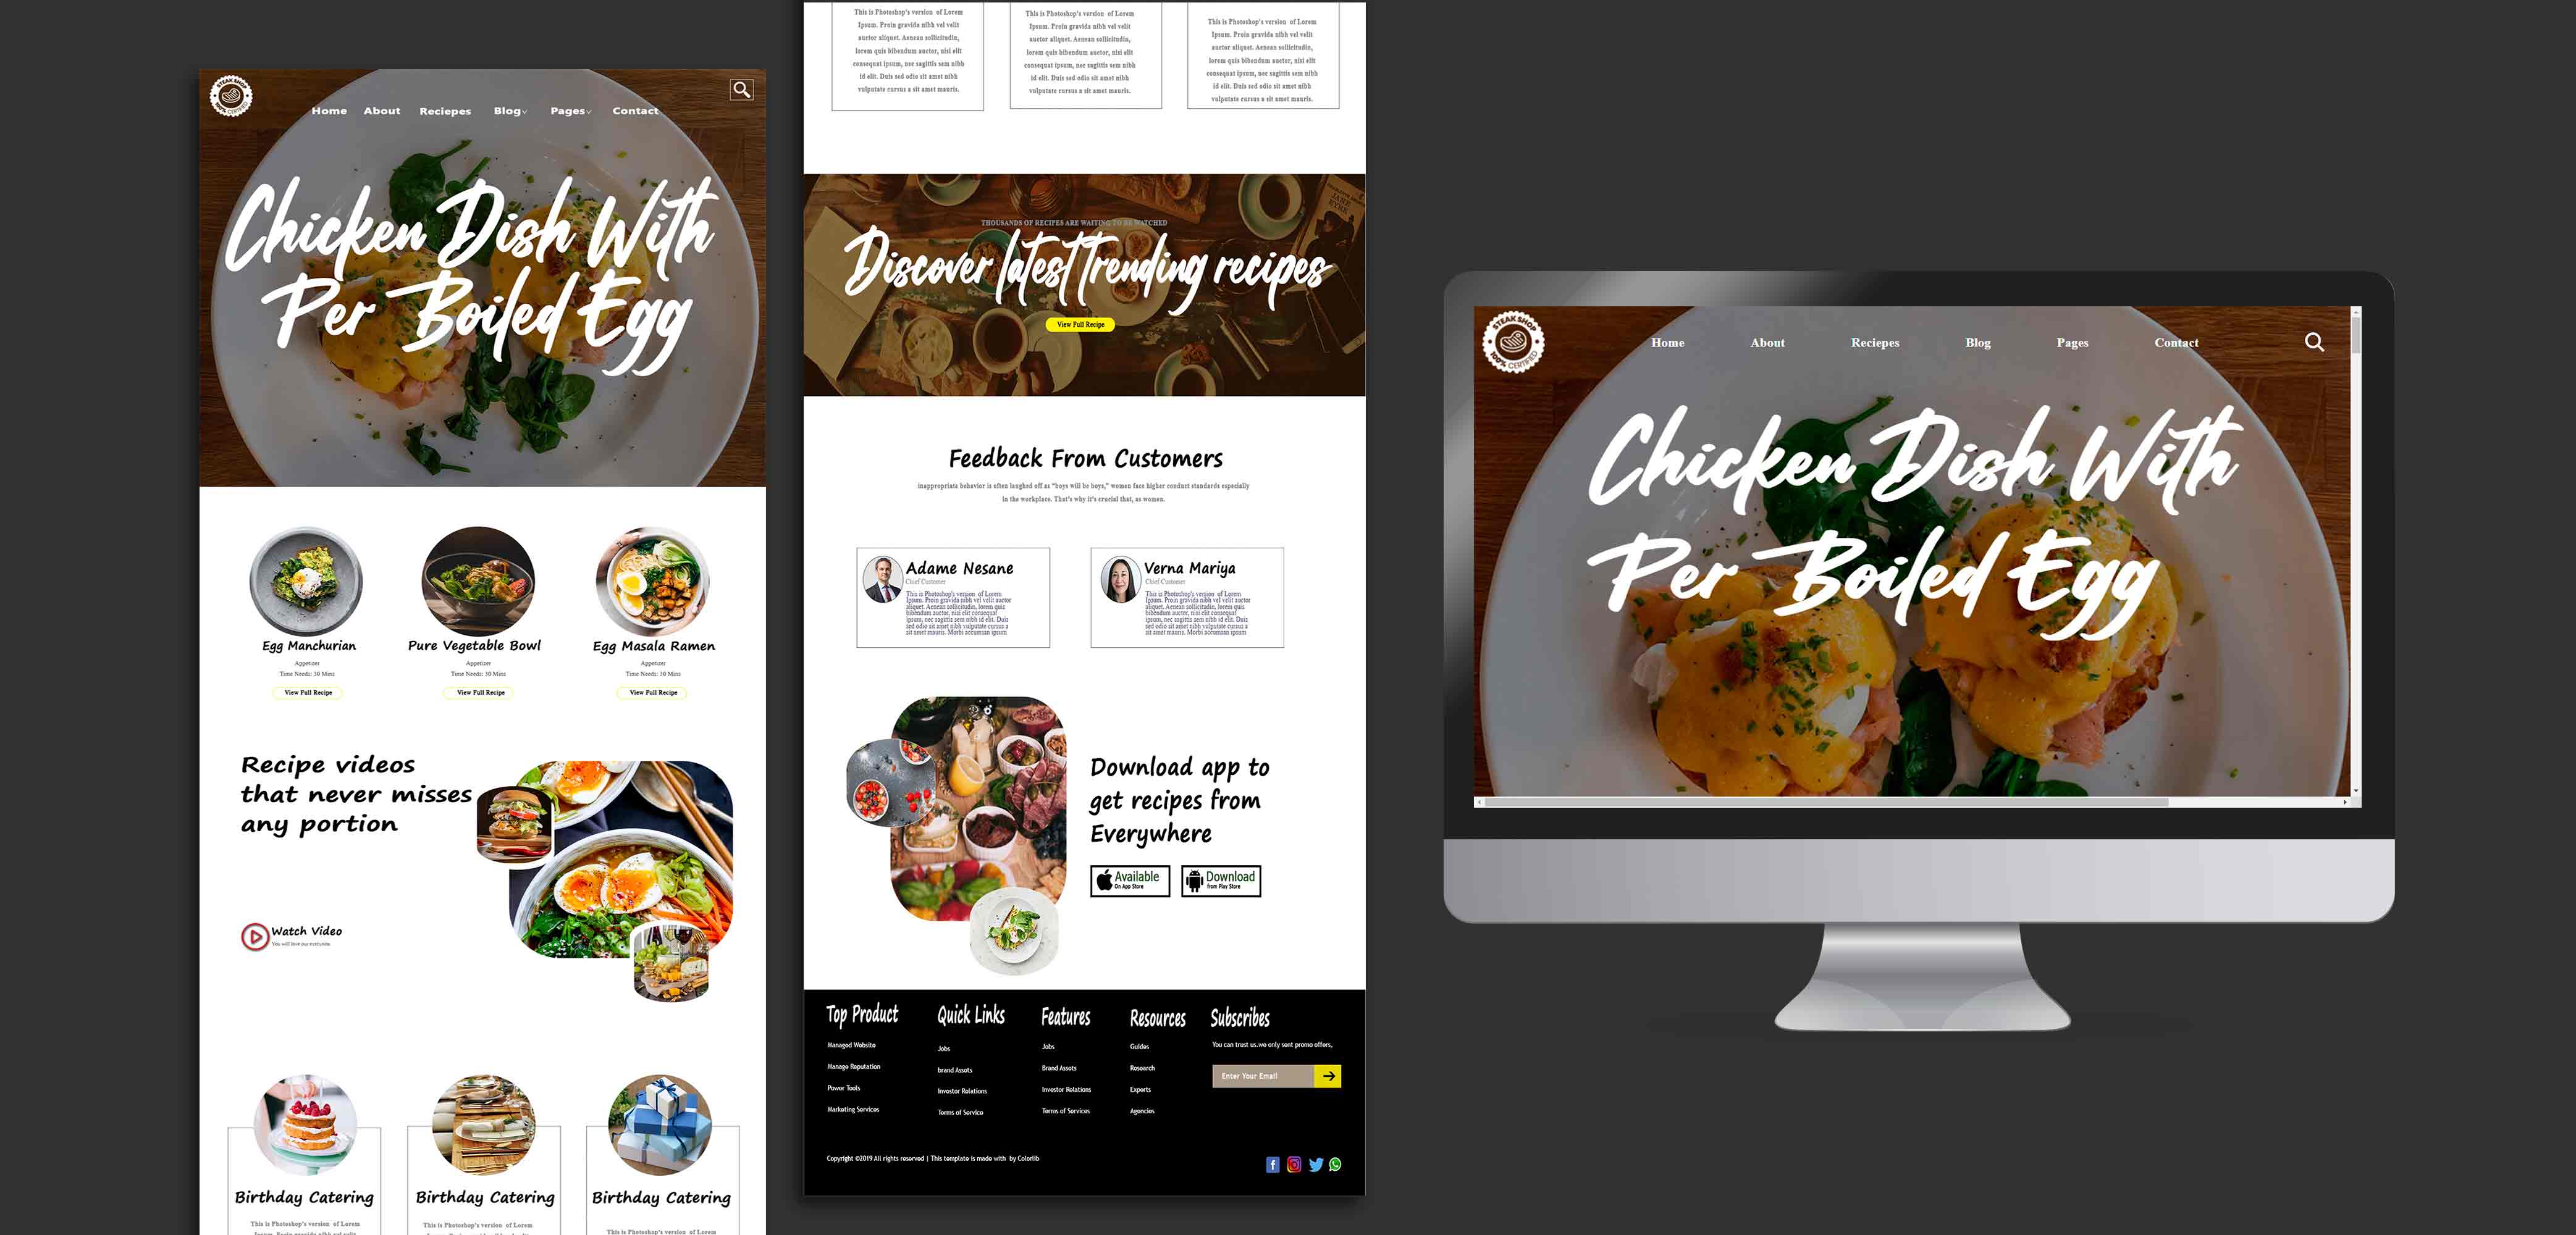 STEAK SHOP
CERTIFIED
Home About Reciepes Blog Pages Contact
Chicken Dish With
Per Boiled Egg
Egg Manchurian
Appetizer
Time Needs: 30 Mins
View Full Recipe
Pure Vegetable Bowl
Appetizer
Time Needs: 30 Mins
View Full Recipe
Egg Masala Ramen
Appetizer
Time Needs: 30 Mins
View Full Recipe
Recipe videos
that never misses
any portion
Watch Video
You will love our execution
Birthday Catering
This is Photoshop's version of Lorem
Ipsum. Proin gravida nibh vel velit
Birthday Catering
This is Photoshop's version of Lorem
Birthday Catering
This is Photoshop's version of Lorem
This is Photoshop's version of Lorem
Ipsum. Proin gravida nibh vel velit
auctor aliquet. Aenean sollicitudin,
lorem quis bibendum auctor, nisi elit
consequat ipsum, nec sagittis sem nibh
id elit. Duis sed odio sit amet nibh
vulputate cursus a sit amet mauris.
This is Photoshop's version of Lorem
Ipsum. Proin gravida nibh vel velit
auctor aliquet. Aenean sollicitudin,
lorem quis bibendum auctor, nisi elit
consequat ipsum, nec sagittis sem nibh
id elit. Duis sed odio sit amet nibh
vulputate cursus a sit amet mauris.
This is Photoshop's version of Lorem
Ipsum. Proin gravida nibh vel velit
auctor aliquet. Aenean sollicitudin,
lorem quis bibendum auctor, nisi elit
consequat ipsum, nec sagittis sem nibh
id elit. Duis sed odio sit amet nibh
vulputate cursus a sit amet mauris.
JANE
EYRE
THOUSANDS OF RECIPES ARE WAITING TO BE WATCHED
Discover latest trending recipes
View Full Recipe
Feedback From Customers
inappropriate behavior is often laughed off as "boys will be boys," women face higher conduct standards especially
in the workplace. That's why it's crucial that, as women.
Adame Nesane
Chief Customer
This is Photoshop's version of Lorem
Ipsum. Proin gravida nibh vel velit auctor
aliquet. Aenean sollicitudin, lorem quis
bibendum auctor, nisi elit consequat
ipsum, nec sagittis sem nibh id elit. Duis
sed odio sit amet nibh vulputate cursus a
sit amet mauris. Morbi accumsan ipsum
Verna Mariya
Chief Customer
This is Photoshop's version of Lorem
Ipsum. Proin gravida nibh vel velit auctor
aliquet. Aenean sollicitudin, lorem quis
bibendum auctor, nisi elit consequat
ipsum, nec sagittis sem nibh id elit. Duis
sed odio sit amet nibh vulputate cursus a
sit amet mauris. Morbi accumsan ipsum
Download app to
get recipes from
Everywhere
Available
On App Store
Download
from Play Store
Top Product
Managed Website
Manage Reputation
Power Tools
Marketing Services
Quick Links
Jobs
brand Assets
Investor Relations
Terms of Service
Features
Jobs
Brand Assets
Investor Relations
Terms of Services
Resources
Guides
Research
Experts
Agencies
Subscribes
You can trust us.we only sent promo offers,
Enter Your Email
Copyright ©2019 All rights reserved | This template is made with by Colorlib
STEAK SHOP
100% CERTIFIED
Home About Reciepes Blog Pages Contact
Chicken Dish With
Per Boiled Egg